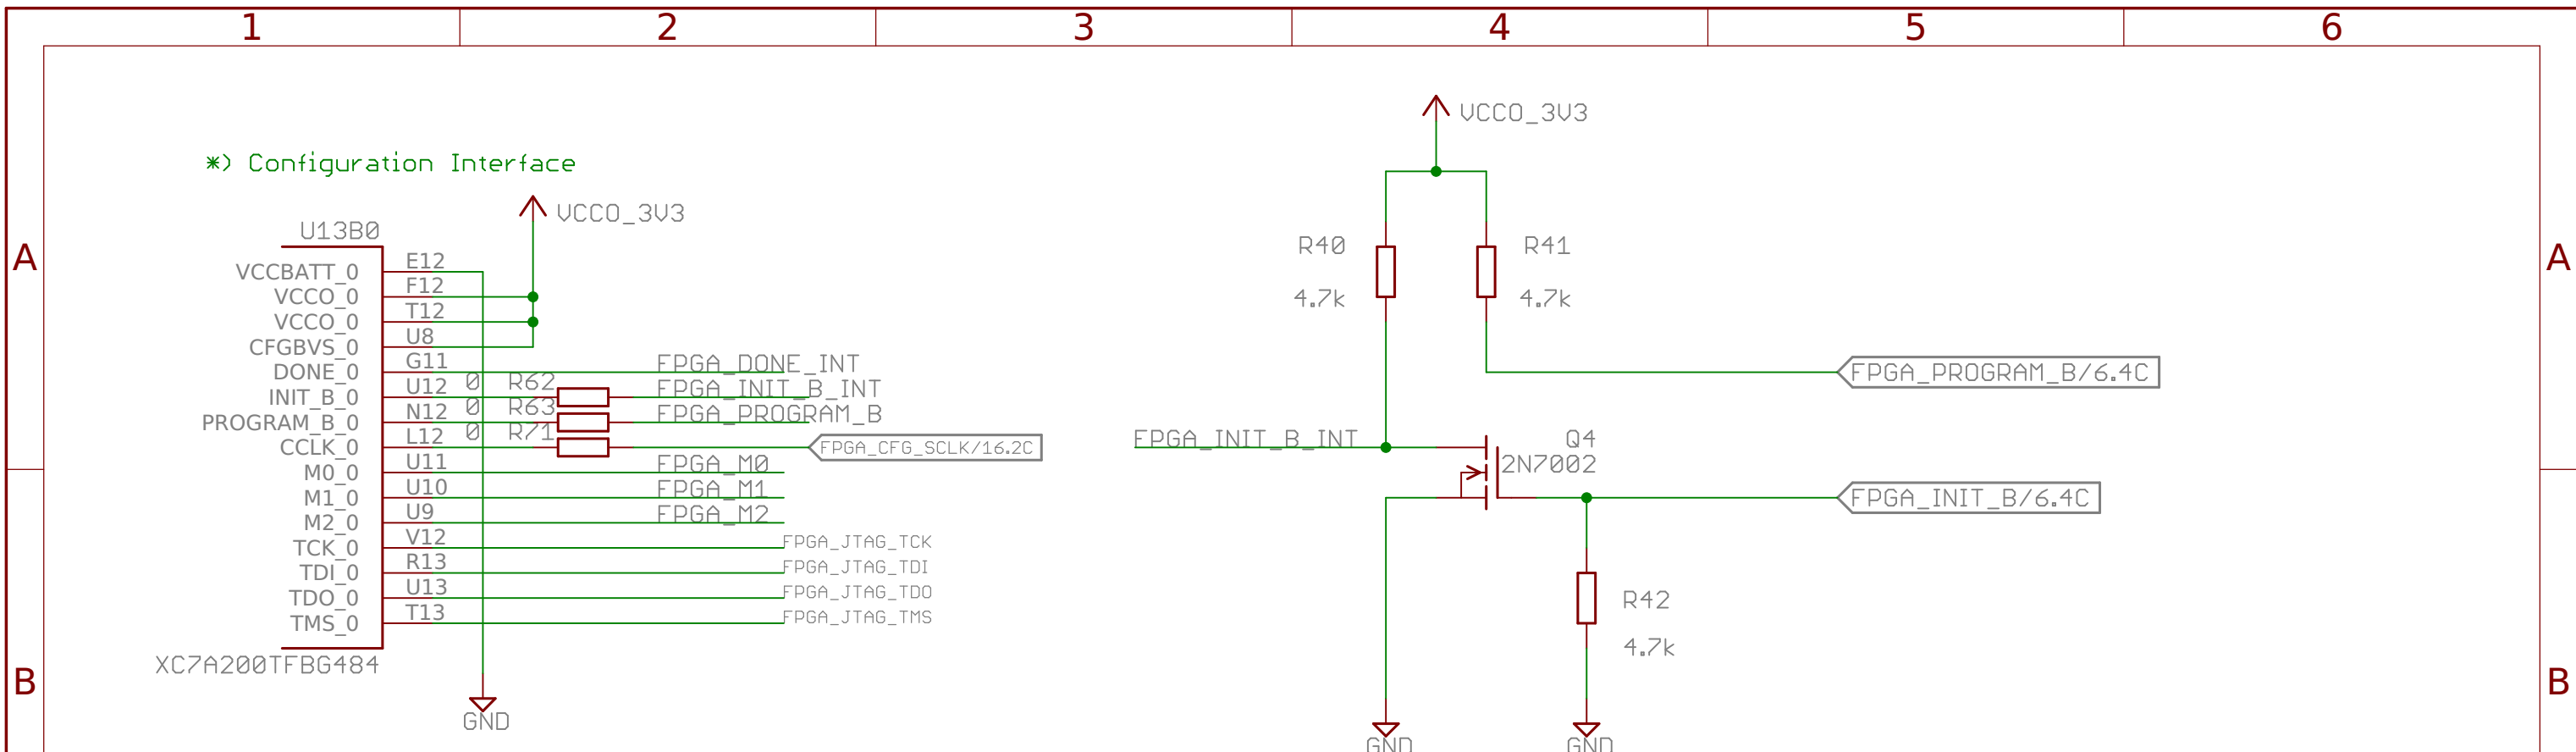 1 2 3 4 5 6
VCCO_3V3
*) Configuration Interface
VCCO_3V3
U13B0
R40 R41
A A
VCCBATT_0 E12
VCCO_0 F12
4.7k 4.7k
VCCO_0 T12
CFGBVS_0 U8
DONE_0 G11 FPGA_DONE_INT
FPGA_PROGRAM_B/6.4C
INIT_B_0 U12 0 R62 FPGA_INIT_B_INT
PROGRAM_B_0 N12 0 R63 FPGA_PROGRAM_B
CCLK_0 L12 0 R71 FPGA_CFG_SCLK/16.2C
FPGA_INIT_B_INT Q4
2N7002
M0_0 U11 FPGA_M0
M1_0 U10 FPGA_M1
FPGA_INIT_B/6.4C
M2_0 U9 FPGA_M2
TCK_0 V12 FPGA_JTAG_TCK
TDI_0 R13 FPGA_JTAG_TDI
TDO_0 U13 FPGA_JTAG_TDO
R42
TMS_0 T13 FPGA_JTAG_TMS
4.7k
XC7A200TFBG484
B B
GND
GND GND